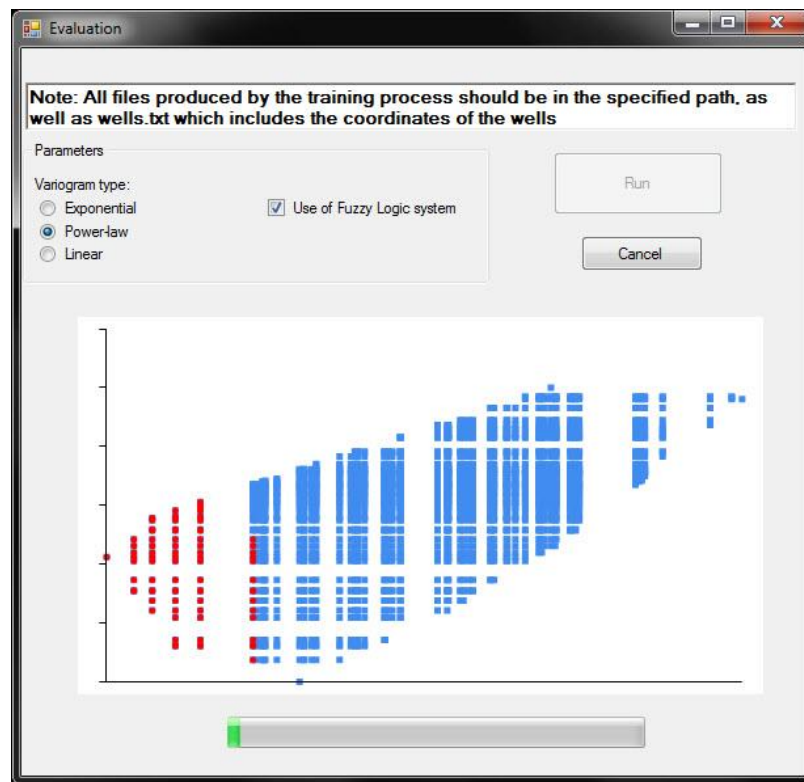 Evaluation
Note: All files produced by the training process should be in the specified path, as
well as wells.txt which includes the coordinates of the wells
Parameters
Variogram type:
Exponential
Use of Fuzzy Logic system
Power-law
Linear
Run
Cancel